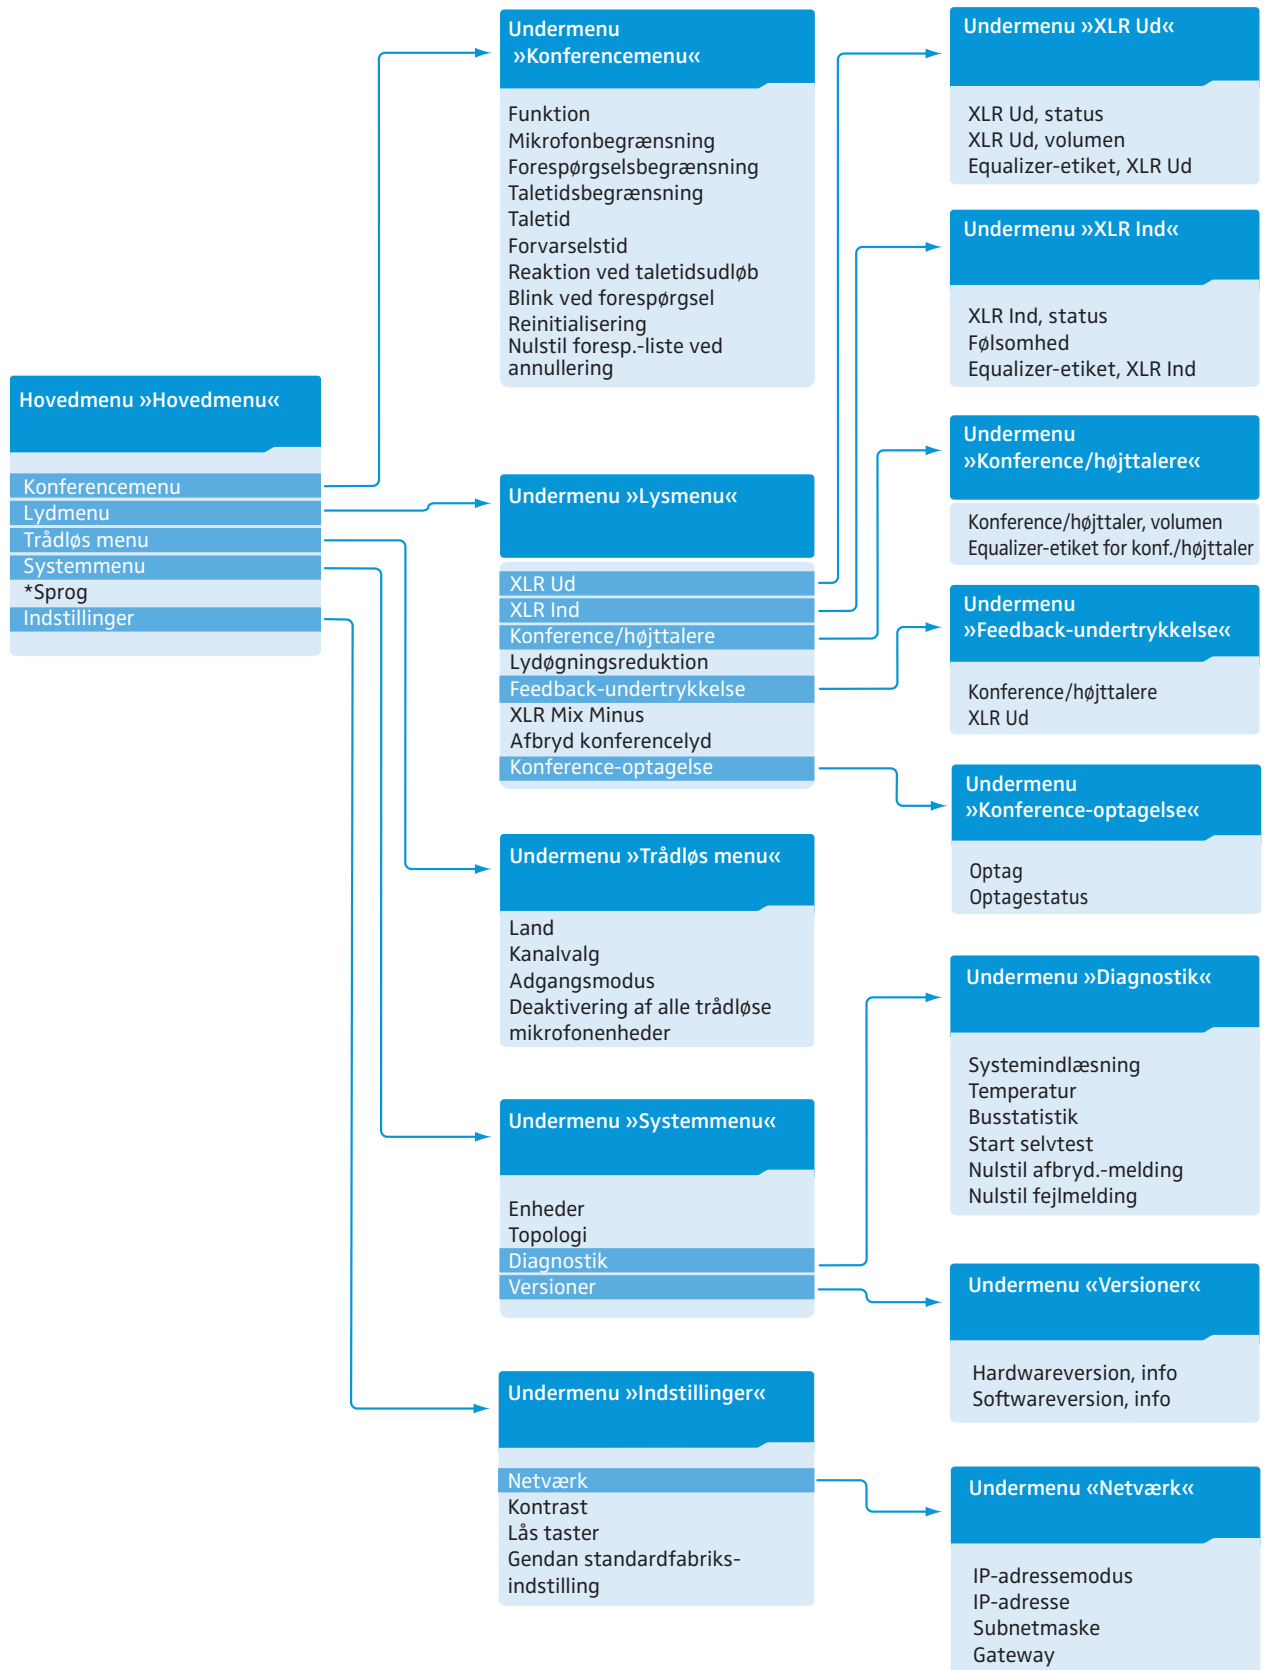 Hovedmenu »Hovedmenu«
Konferencemenu
Lydmenu
Trådløs menu
Systemmenu
*Sprog
Indstillinger
Undermenu
»Konferencemenu«
Funktion
Mikrofonbegrænsning
Forespørgselsbegrænsning
Taletidsbegrænsning
Taletid
Forvarselstid
Reaktion ved taletidsudløb
Blink ved forespørgsel
Reinitialisering
Nulstil foresp.-liste ved
annullering
Undermenu »Lysmenu«
XLR Ud
XLR Ind
Konference/højttalere
Lydøgningsreduktion
Feedback-undertrykkelse
XLR Mix Minus
Afbryd konferencelyd
Konference-optagelse
Undermenu »Trådløs menu«
Land
Kanalvalg
Adgangsmodus
Deaktivering af alle trådløse
mikrofonenheder
Undermenu »Systemmenu«
Enheder
Topologi
Diagnostik
Versioner
Undermenu »Indstillinger«
Netværk
Kontrast
Lås taster
Gendan standardfabriks-
indstilling
Undermenu »XLR Ud«
XLR Ud, status
XLR Ud, volumen
Equalizer-etiket, XLR Ud
Undermenu »XLR Ind«
XLR Ind, status
Følsomhed
Equalizer-etiket, XLR Ind
Undermenu
»Konference/højttalere«
Konference/højttaler, volumen
Equalizer-etiket for konf./højttaler
Undermenu
»Feedback-undertrykkelse«
Konference/højttalere
XLR Ud
Undermenu
»Konference-optagelse«
Optag
Optagestatus
Undermenu »Diagnostik«
Systemindlæsning
Temperatur
Busstatistik
Start selvtest
Nulstil afbryd.-melding
Nulstil fejlmelding
Undermenu «Versioner«
Hardwareversion, info
Softwareversion, info
Undermenu «Netværk«
IP-adressemodus
IP-adresse
Subnetmaske
Gateway